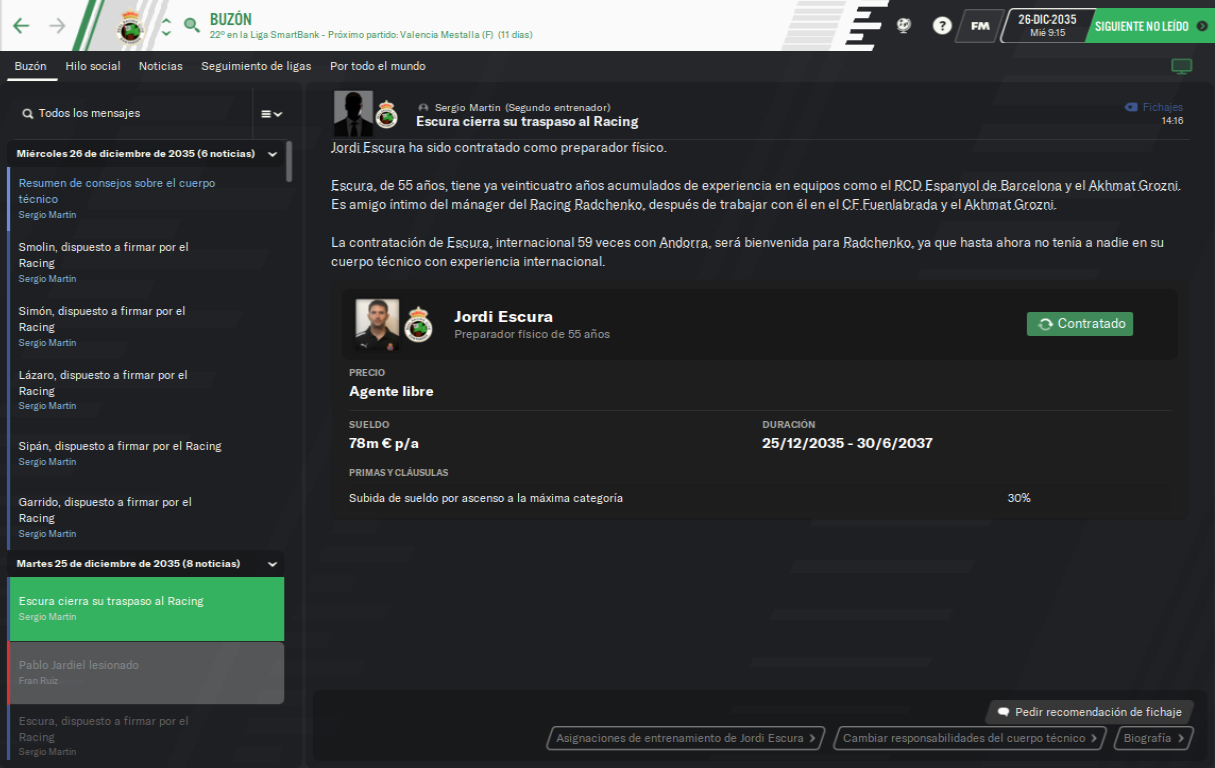 BUZÓN
22º en la Liga SmartBank - Próximo partido: Valencia Mestalla (F) (11 días)
?
FM
26-DIC-2035
Mié 9:15
SIGUIENTE NO LEÍDO
Buzón
Hilo social
Noticias
Seguimiento de ligas
Por todo el mundo
Todos los mensajes
Miércoles 26 de diciembre de 2035 (6 noticias)
Resumen de consejos sobre el cuerpo
técnico
Sergio Martín
Smolin, dispuesto a firmar por el
Racing
Sergio Martín
Simón, dispuesto a firmar por el
Racing
Sergio Martín
Lázaro, dispuesto a firmar por el
Racing
Sergio Martín
Sipán, dispuesto a firmar por el Racing
Sergio Martín
Garrido, dispuesto a firmar por el
Racing
Sergio Martín
Martes 25 de diciembre de 2035 (8 noticias)
Escura cierra su traspaso al Racing
Sergio Martín
Pablo Jardiel lesionado
Fran Ruiz
Escura, dispuesto a firmar por el
Racing
Sergio Martín
Sergio Martín (Segundo entrenador)
Escura cierra su traspaso al Racing
Fichajes
14:16
Jordi Escura ha sido contratado como preparador físico.
Escura, de 55 años, tiene ya veinticuatro años acumulados de experiencia en equipos como el RCD Espanyol de Barcelona y el Akhmat Grozni.
Es amigo íntimo del mánager del Racing Radchenko, después de trabajar con él en el CF Fuenlabrada y el Akhmat Grozni.
La contratación de Escura, internacional 59 veces con Andorra, será bienvenida para Radchenko, ya que hasta ahora no tenía a nadie en su
cuerpo técnico con experiencia internacional.
Jordi Escura
Preparador físico de 55 años
Contratado
PRECIO
Agente libre
SUELDO
78m € p/a
DURACIÓN
25/12/2035 - 30/6/2037
PRIMAS Y CLÁUSULAS
Subida de sueldo por ascenso a la máxima categoría
30%
Pedir recomendación de fichaje
Asignaciones de entrenamiento de Jordi Escura
Cambiar responsabilidades del cuerpo técnico
Biografía